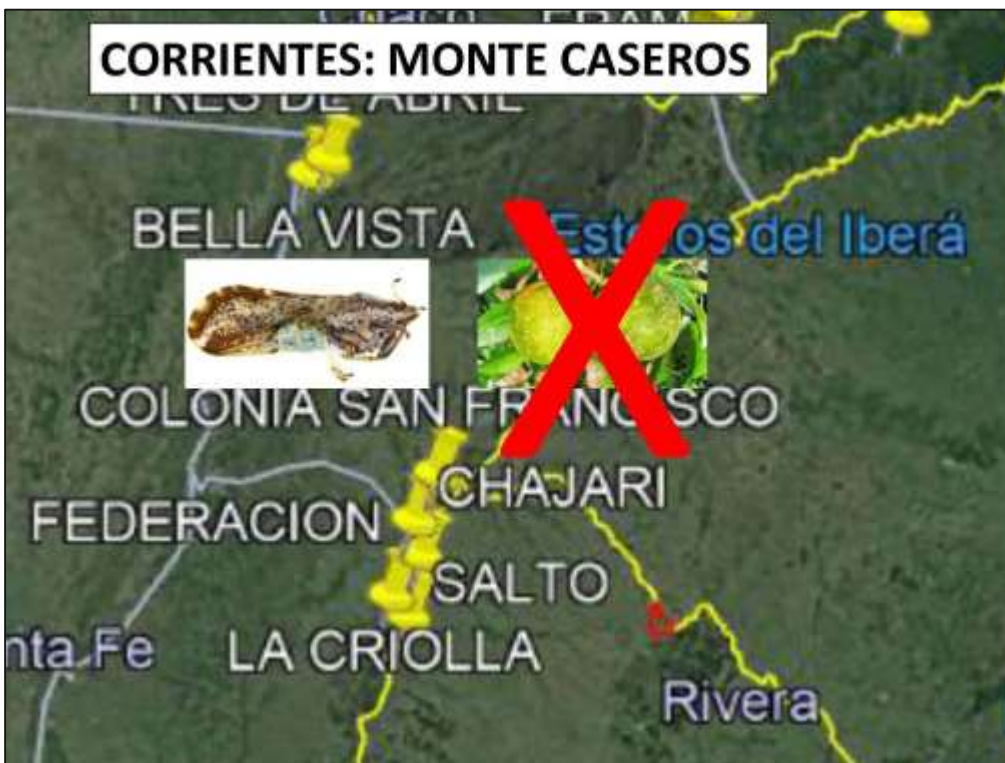 CORRIENTES: MONTE CASEROS
TRES DE ABRIL
BELLA VISTA
Esteros del Iberá
COLONIA SAN FRANCISCO
CHAJARI
FEDERACION
SALTO
nta Fe
LA CRIOLLA
Rivera